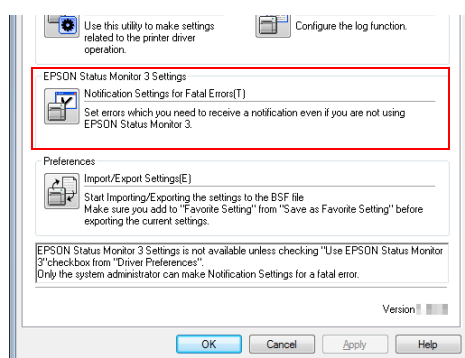 Use this utility to make settings
related to the printer driver
operation.
Configure the log function.
EPSON Status Monitor 3 Settings
Notification Settings for Fatal Errors(T)
Set errors which you need to receive a notification even if you are not using
EPSON Status Monitor 3.
Preferences
Import/Export Settings(E)
Start Importing/Exporting the settings to the BSF file
Make sure you add to "Favorite Setting" from "Save as Favorite Setting" before
exporting the current settings.
EPSON Status Monitor 3 Settings is not available unless checking "Use EPSON Status Monitor
3"checkbox from "Driver Preferences".
Only the system administrator can make Notification Settings for a fatal error.
Version
OK Cancel Apply Help